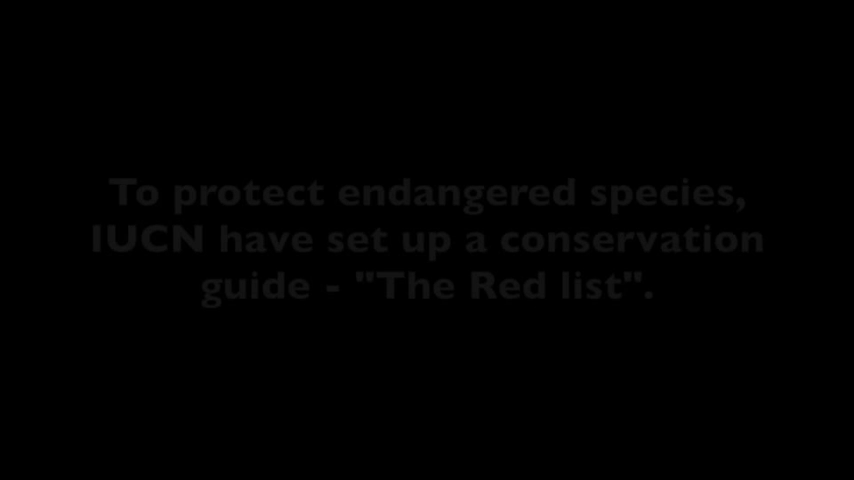 To protect endangered species,
IUCN have set up a conservation
guide - "The Red list".